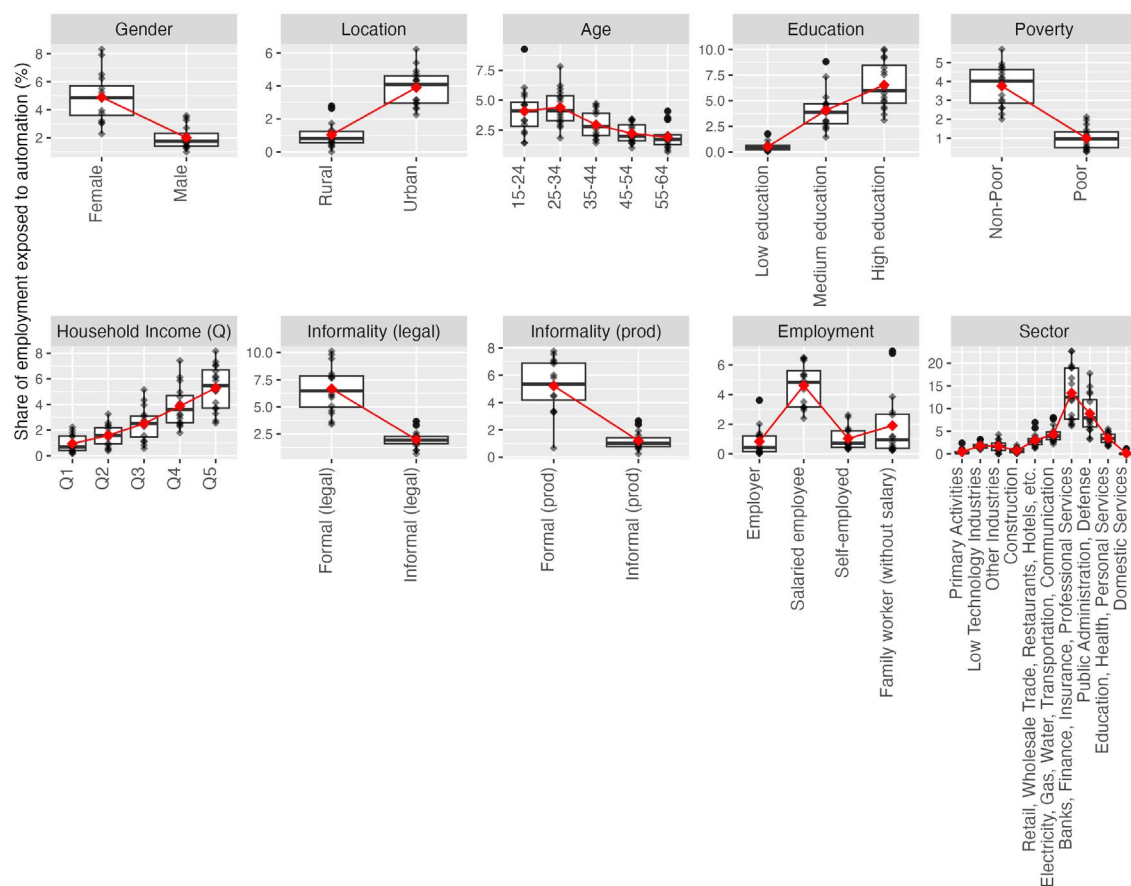 Share of employment exposed to automation (%)
Gender
Location
Age
Education
Poverty
8
6
4
2
6
4
2
0
7.5
5.0
2.5
10.0
7.5
5.0
2.5
0.0
5
4
3
2
1
Female
Male
Rural
Urban
15-24
25-34
35-44
45-54
55-64
Low education
Medium education
High education
Non-Poor
Poor
Household Income (Q)
Informality (legal)
Informality (prod)
Employment
Sector
8
6
4
2
0
10.0
7.5
5.0
2.5
8
6
4
2
0
6
4
2
0
20
15
10
5
0
Q1
Q2
Q3
Q4
Q5
Formal (legal)
Informal (legal)
Formal (prod)
Informal (prod)
Employer
Salaried employee
Self-employed
Family worker (without salary)
Primary Activities
Low Technology Industries
Other Industries
Construction
Retail, Wholesale Trade, Restaurants, Hotels, etc.
Electricity, Gas, Water, Transportation, Communication
Banks, Finance, Insurance, Professional Services
Public Administration, Defense
Education, Health, Personal Services
Domestic Services